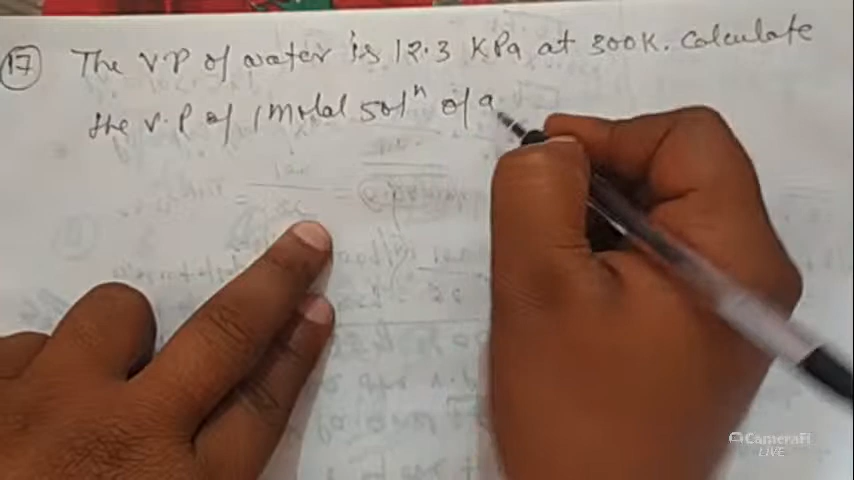 17 The V.P of water is 12.3 KPa at 300K. Calculate
the V.P of 1 molal solⁿ of a
CameraFi
LIVE